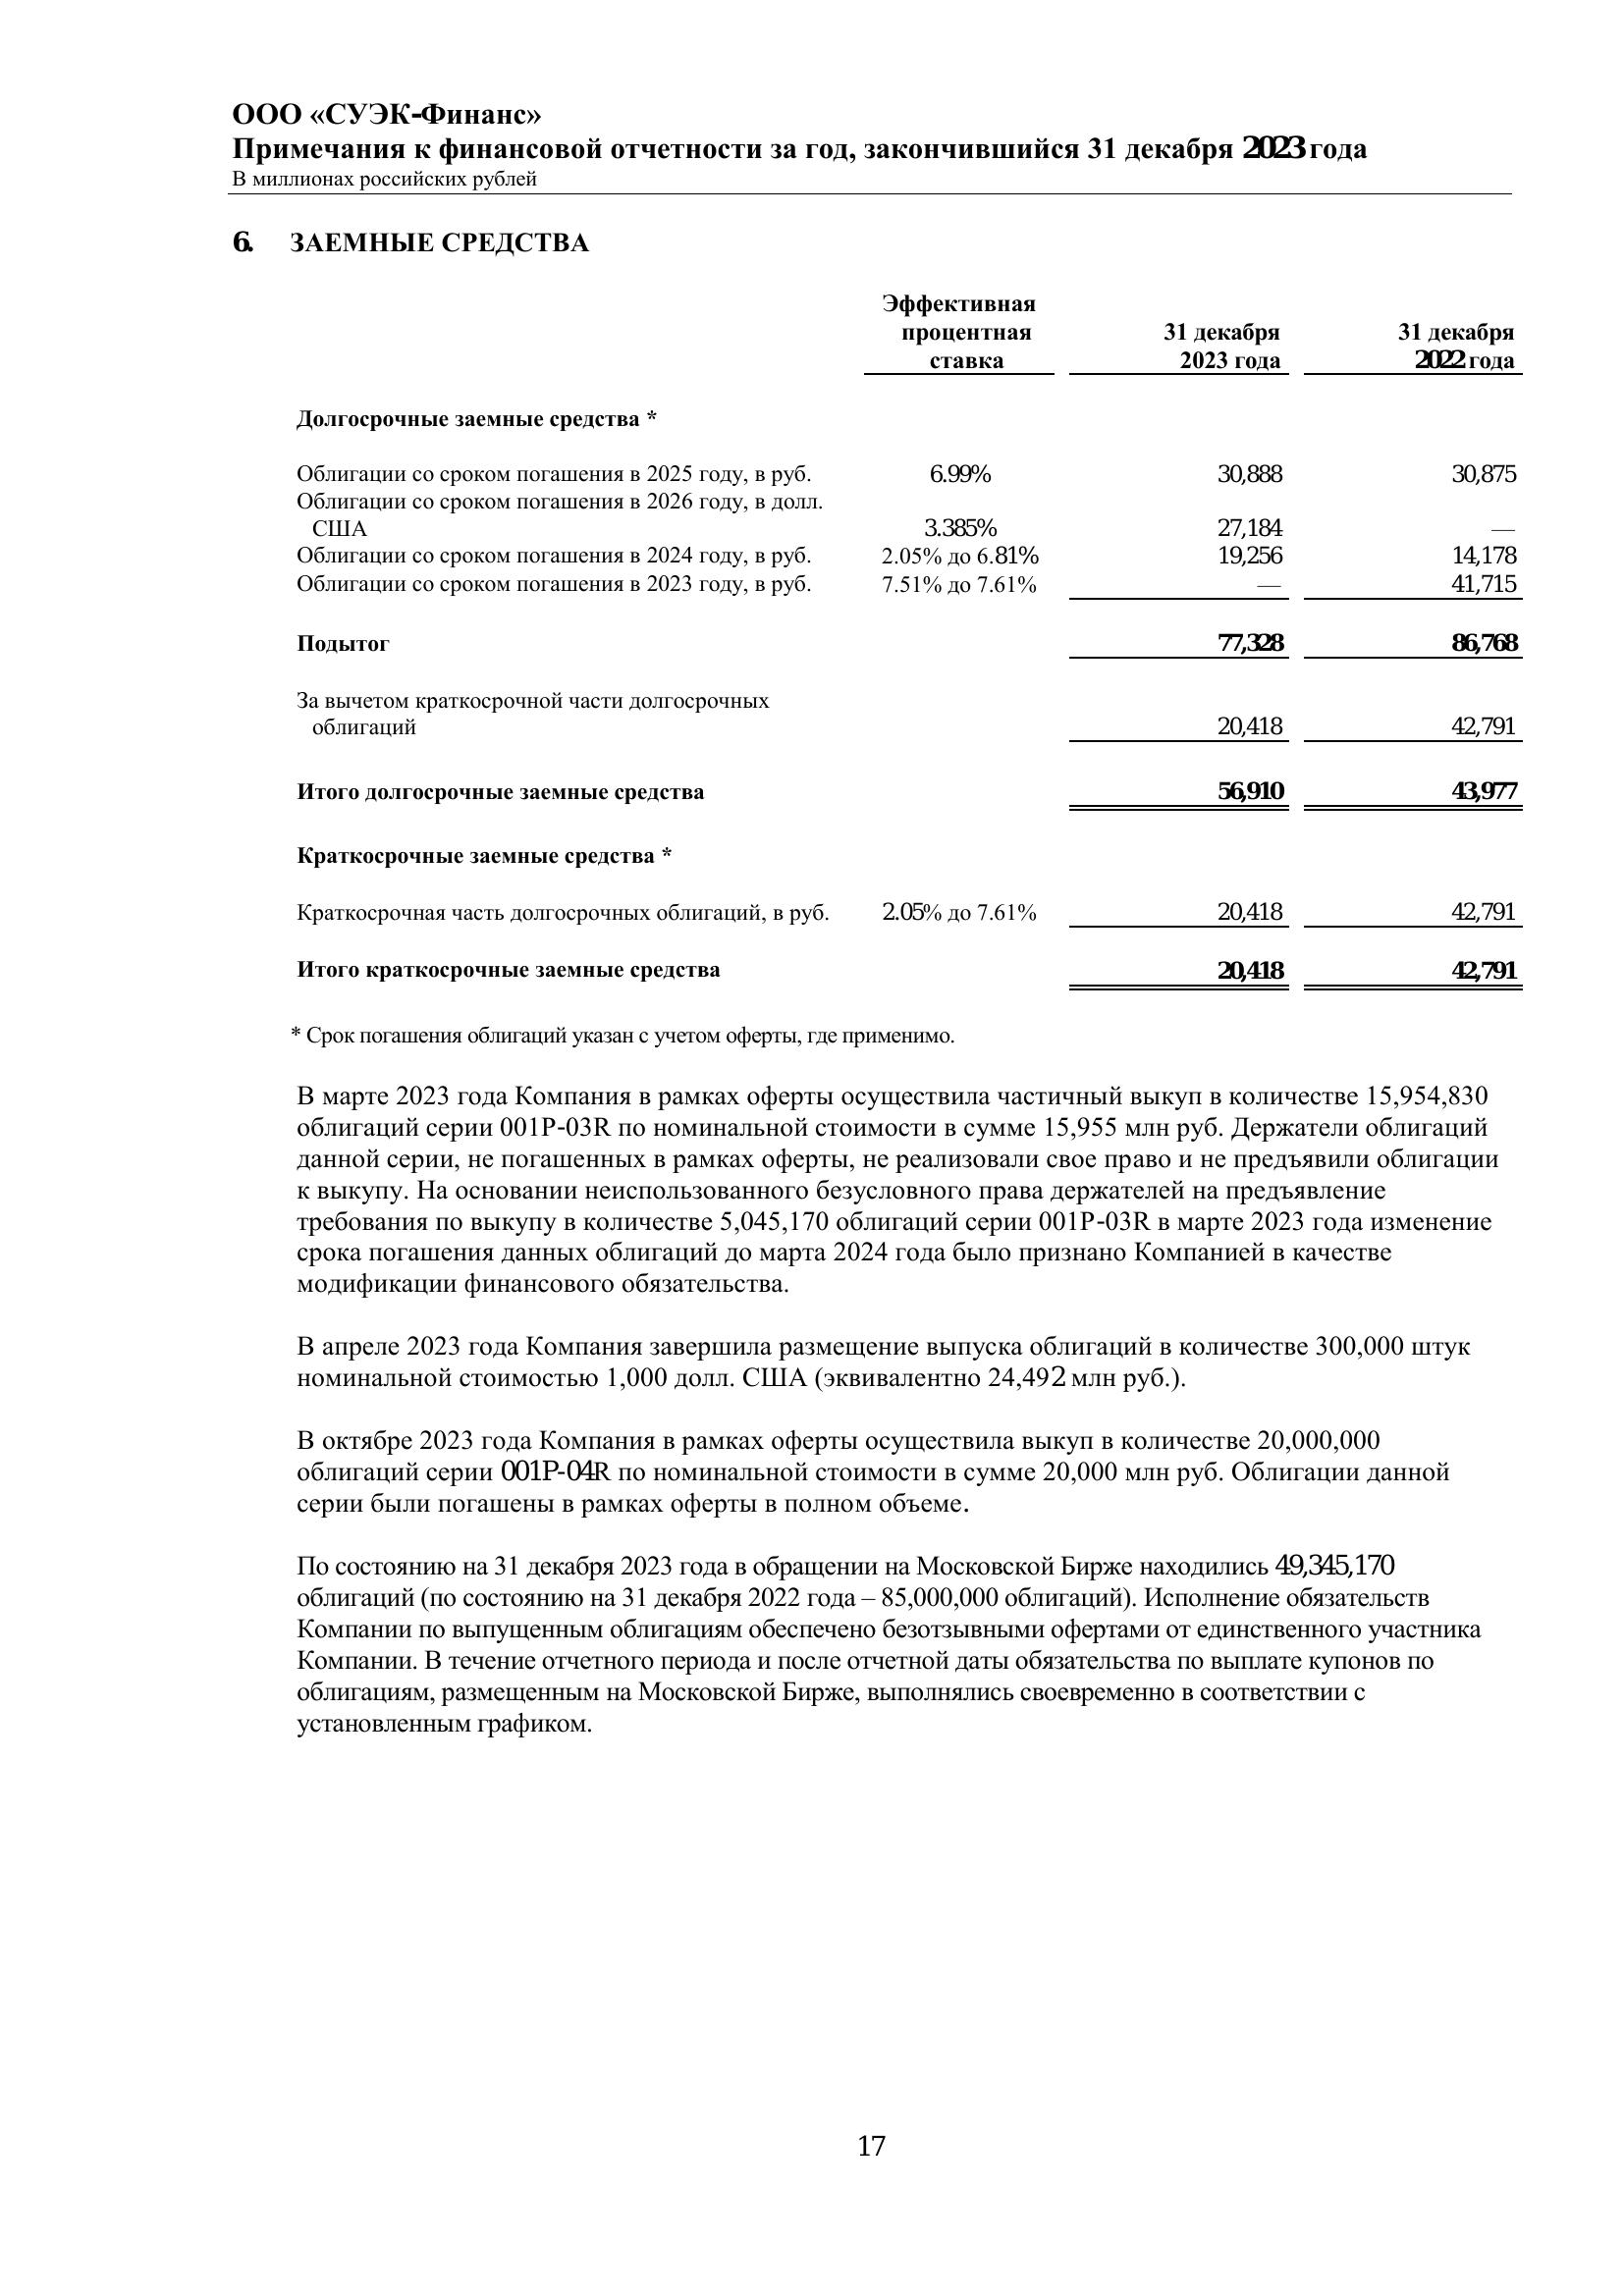 ООО «СУЭК-Финанс»
Примечания к финансовой отчетности за год, закончившийся 31 декабря 2023 года
В миллионах российских рублей
6. ЗАЕМНЫЕ СРЕДСТВА
Эффективная
процентная
ставка
31 декабря
2023 года
31 декабря
2022 года
Долгосрочные заемные средства *
Облигации со сроком погашения в 2025 году, в руб. 6.99% 30,888 30,875
Облигации со сроком погашения в 2026 году, в долл.
США 3.385% 27,184 —
Облигации со сроком погашения в 2024 году, в руб. 2.05% до 6.81% 19,256 14,178
Облигации со сроком погашения в 2023 году, в руб. 7.51% до 7.61% — 41,715
Подытог 77,328 86,768
За вычетом краткосрочной части долгосрочных
облигаций 20,418 42,791
Итого долгосрочные заемные средства 56,910 43,977
Краткосрочные заемные средства *
Краткосрочная часть долгосрочных облигаций, в руб. 2.05% до 7.61% 20,418 42,791
Итого краткосрочные заемные средства 20,418 42,791
* Срок погашения облигаций указан с учетом оферты, где применимо.
В марте 2023 года Компания в рамках оферты осуществила частичный выкуп в количестве 15,954,830
облигаций серии 001P-03R по номинальной стоимости в сумме 15,955 млн руб. Держатели облигаций
данной серии, не погашенных в рамках оферты, не реализовали свое право и не предъявили облигации
к выкупу. На основании неиспользованного безусловного права держателей на предъявление
требования по выкупу в количестве 5,045,170 облигаций серии 001P-03R в марте 2023 года изменение
срока погашения данных облигаций до марта 2024 года было признано Компанией в качестве
модификации финансового обязательства.
В апреле 2023 года Компания завершила размещение выпуска облигаций в количестве 300,000 штук
номинальной стоимостью 1,000 долл. США (эквивалентно 24,492 млн руб.).
В октябре 2023 года Компания в рамках оферты осуществила выкуп в количестве 20,000,000
облигаций серии 001P-04R по номинальной стоимости в сумме 20,000 млн руб. Облигации данной
серии были погашены в рамках оферты в полном объеме.
По состоянию на 31 декабря 2023 года в обращении на Московской Бирже находились 49,345,170
облигаций (по состоянию на 31 декабря 2022 года – 85,000,000 облигаций). Исполнение обязательств
Компании по выпущенным облигациям обеспечено безотзывными офертами от единственного участника
Компании. В течение отчетного периода и после отчетной даты обязательства по выплате купонов по
облигациям, размещенным на Московской Бирже, выполнялись своевременно в соответствии с
установленным графиком.
17